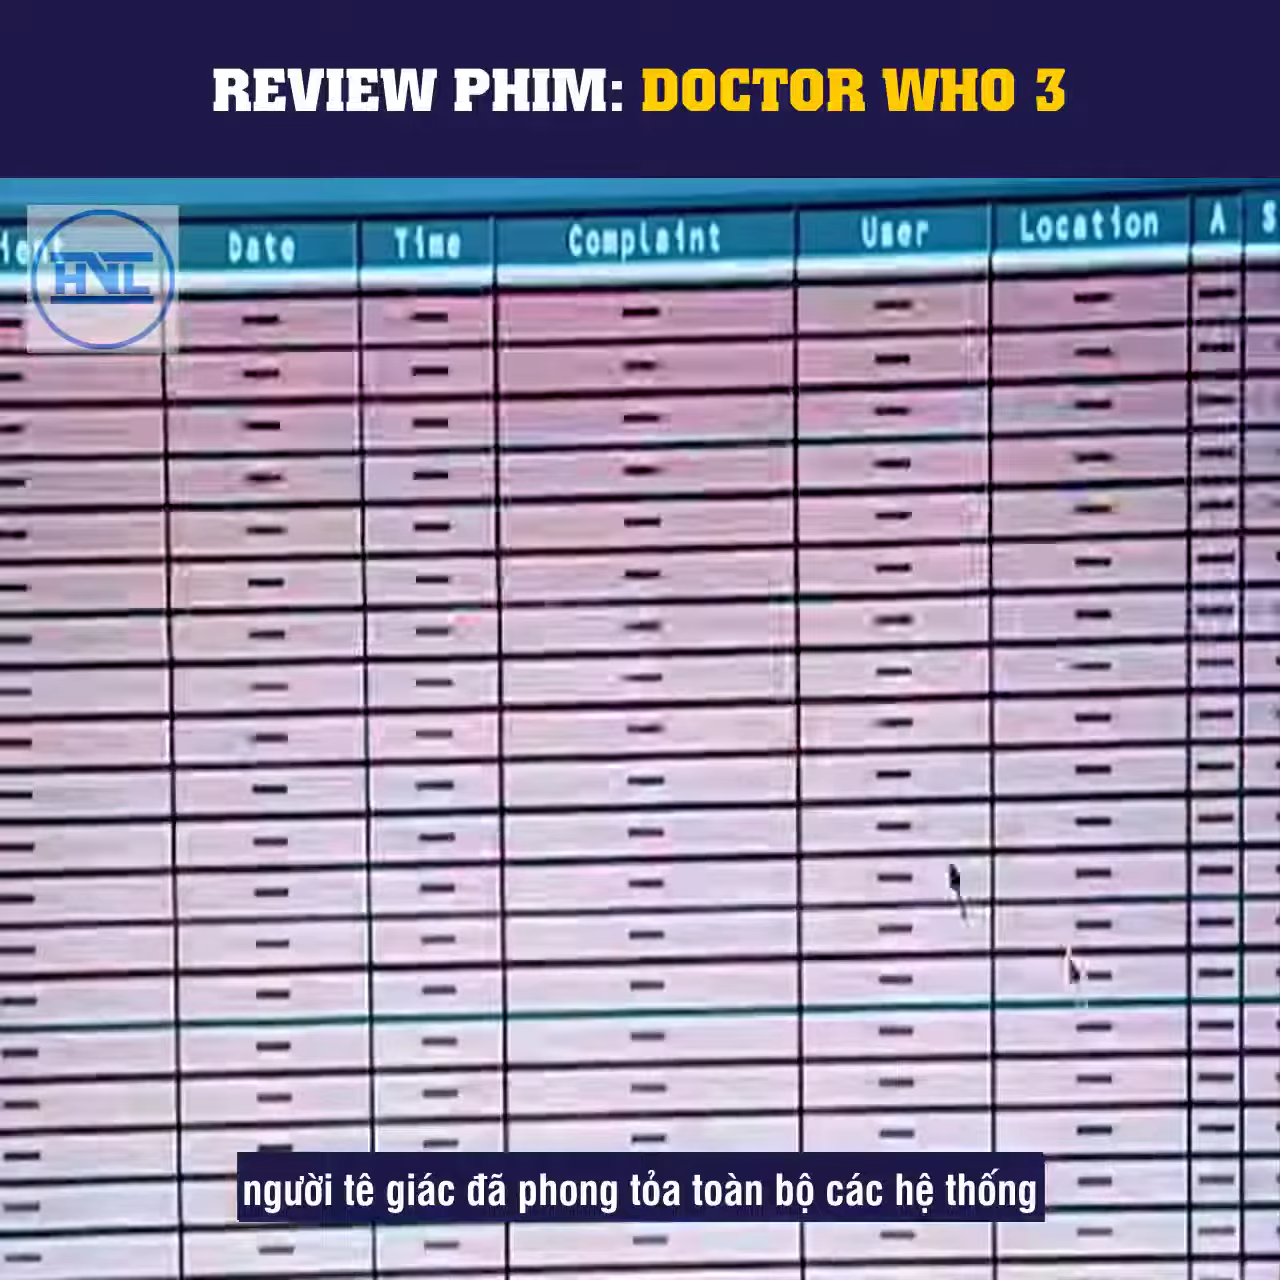 REVIEW PHIM: DOCTOR WHO 3
Date Time Complaint User Location A
HNL
người tê giác đã phong tỏa toàn bộ các hệ thống